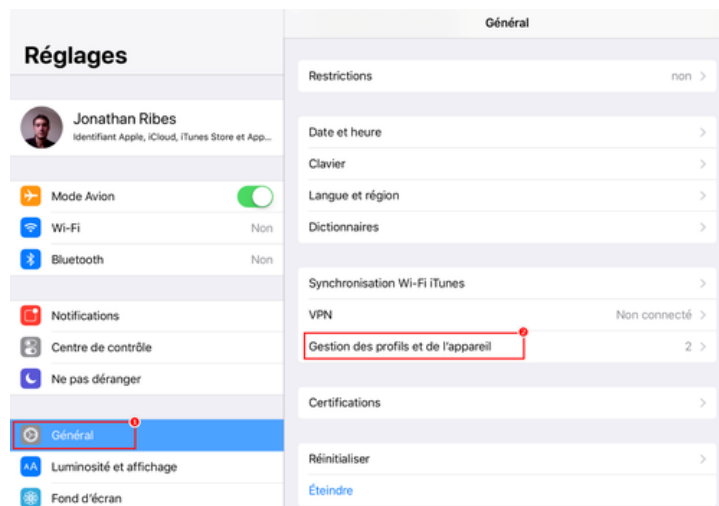 Général
Réglages
Restrictions non
Jonathan Ribes
Identifiant Apple, iCloud, iTunes Store et App...
Date et heure
Clavier
Mode Avion
Langue et région
Wi-Fi Non
Dictionnaires
Bluetooth Non
Synchronisation Wi-Fi iTunes
Notifications
VPN Non connecté
2
Centre de contrôle
Gestion des profils et de l'appareil 2
Ne pas déranger
Certifications
1
Général
Réinitialiser
AA Luminosité et affichage
Éteindre
Fond d'écran